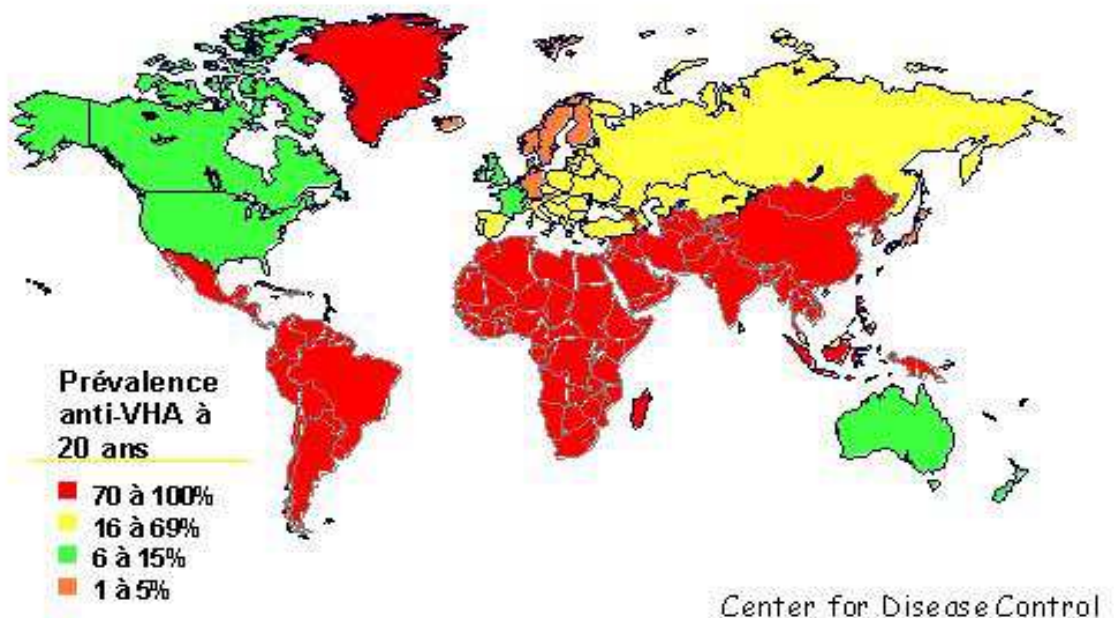 Prévalence
anti-VHA à
20 ans
70 à 100%
16 à 69%
6 à 15%
1 à 5%
Center for Disease Control